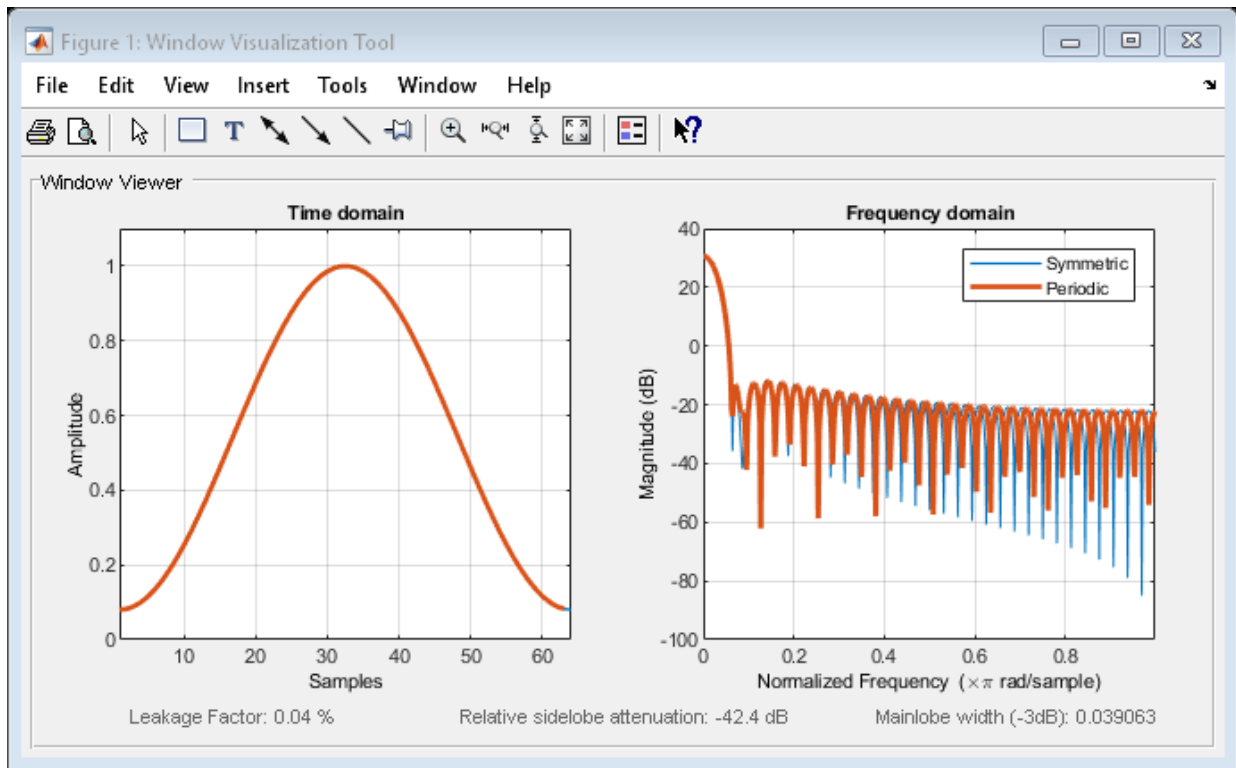 Figure 1: Window Visualization Tool
File Edit View Insert Tools Window Help
T
Window Viewer
Time domain
Amplitude
1
0.8
0.6
0.4
0.2
0
10 20 30 40 50 60
Samples
Frequency domain
Magnitude (dB)
40
20
0
-20
-40
-60
-80
-100
Symmetric
Periodic
0 0.2 0.4 0.6 0.8
Normalized Frequency (×π rad/sample)
Leakage Factor: 0.04 % Relative sidelobe attenuation: -42.4 dB Mainlobe width (-3dB): 0.039063